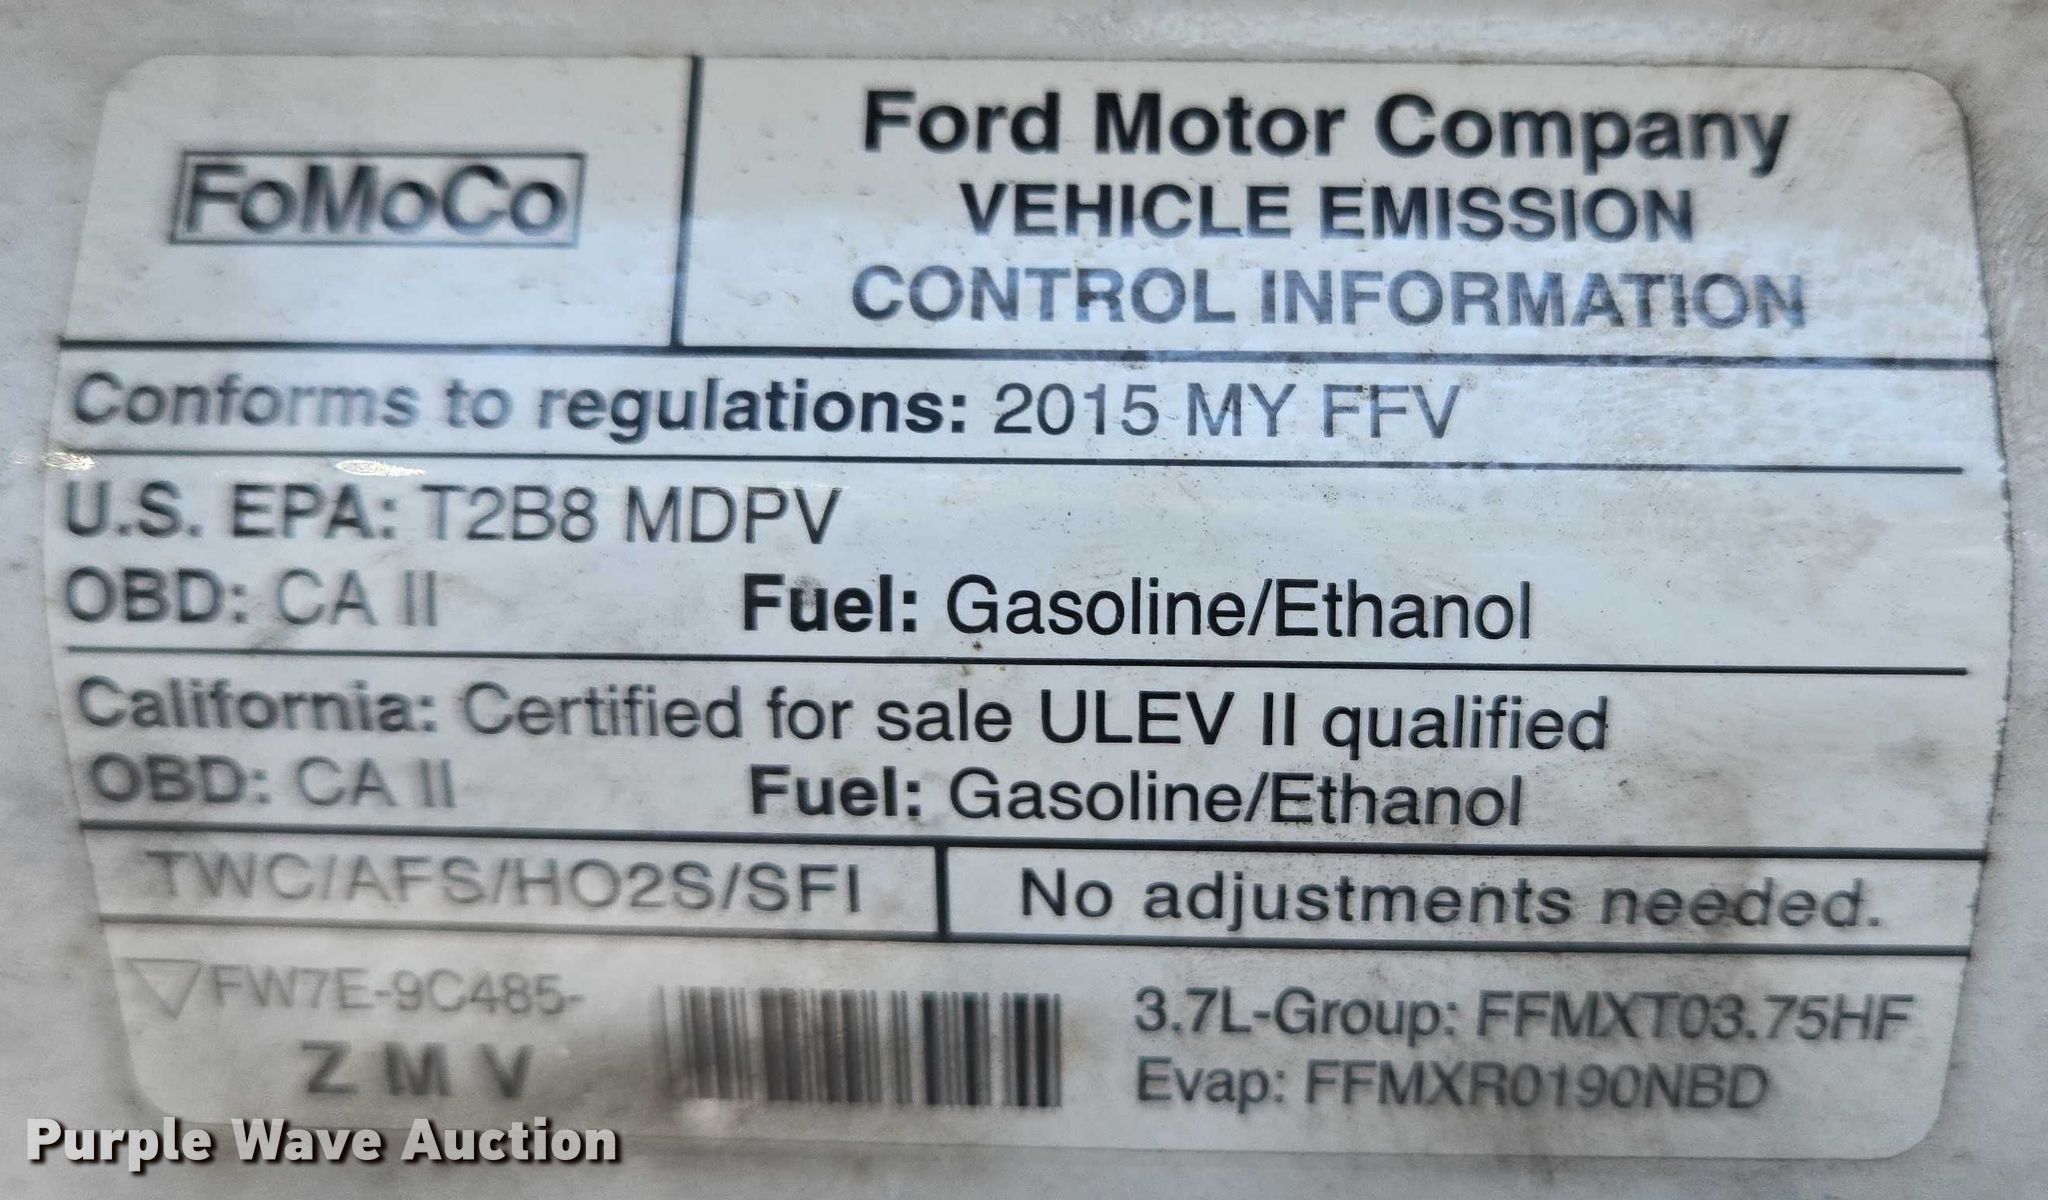 FoMoCo
Ford Motor Company
VEHICLE EMISSION
CONTROL INFORMATION
Conforms to regulations: 2015 MY FFV
U.S. EPA: T2B8 MDPV
OBD: CA II Fuel: Gasoline/Ethanol
California: Certified for sale ULEV II qualified
OBD: CA II Fuel: Gasoline/Ethanol
TWC/AFS/HO2S/SFI No adjustments needed.
FW7E-9C485-
Z M V
3.7L-Group: FFMXT03.75HF
Evap: FFMXR0190NBD
Purple Wave Auction